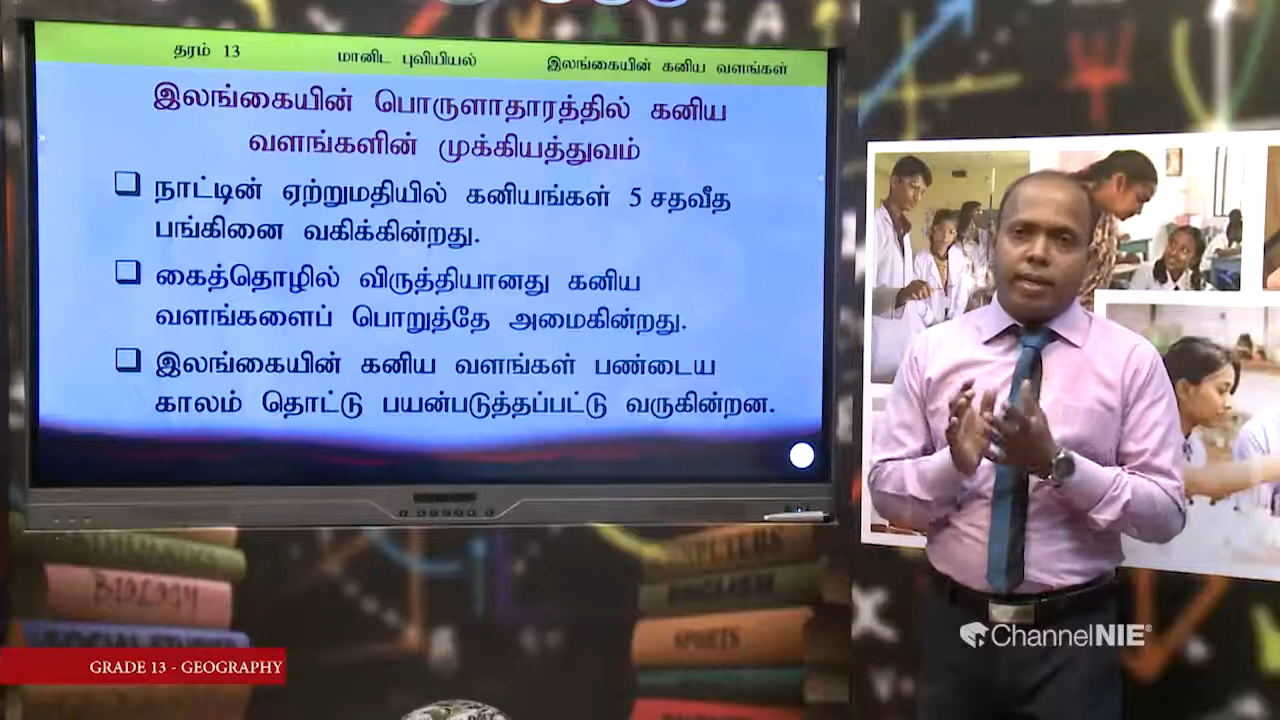 தரம் 13 மானிட புவியியல் இலங்கையின் கனிய வளங்கள்
இலங்கையின் பொருளாதாரத்தில் கனிய
வளங்களின் முக்கியத்துவம்
நாட்டின் ஏற்றுமதியில் கனியங்கள் 5 சதவீத
பங்கினை வகிக்கின்றது.
கைத்தொழில் விருத்தியானது கனிய
வளங்களைப் பொறுத்தே அமைகின்றது.
இலங்கையின் கனிய வளங்கள் பண்டைய
காலம் தொட்டு பயன்படுத்தப்பட்டு வருகின்றன.
BIOLOGY
SPORTS
GRADE 13 - GEOGRAPHY
ChannelNIE